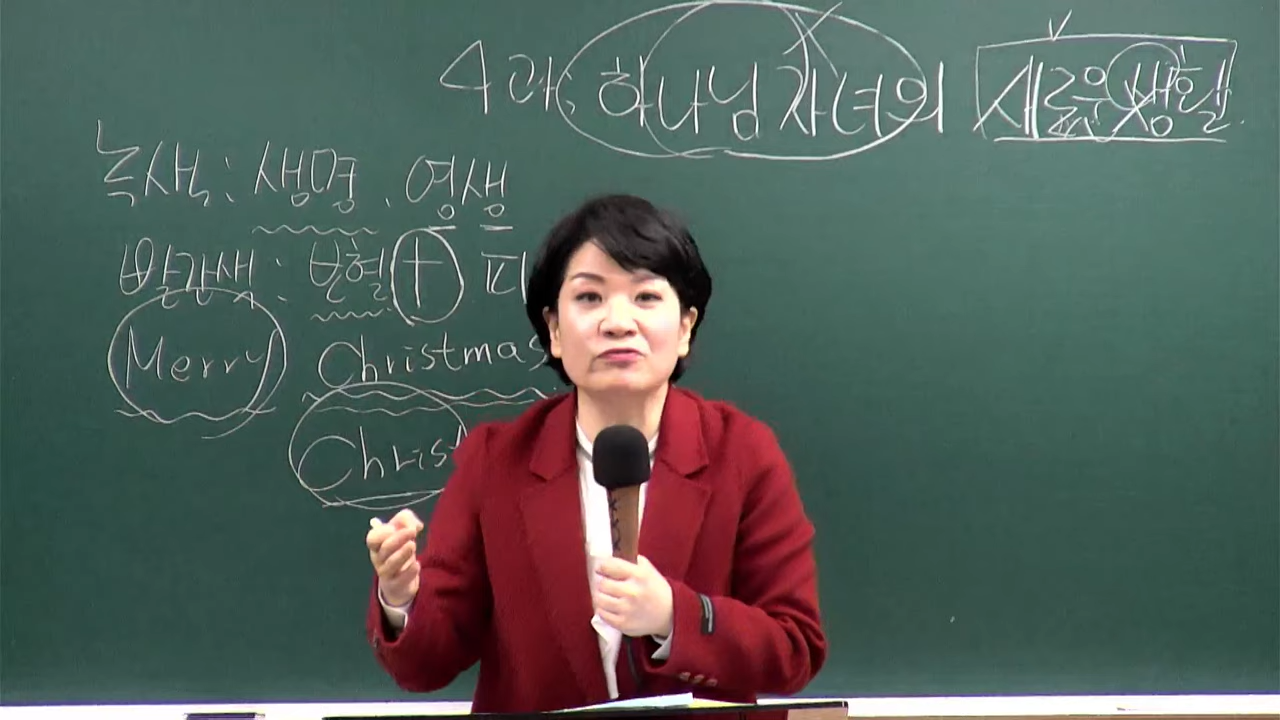 4과: 하나님 자녀의 새로운 생활.
녹색: 생명. 영생
빨간색: 보혈 十 피
Merry Christmas
Christ